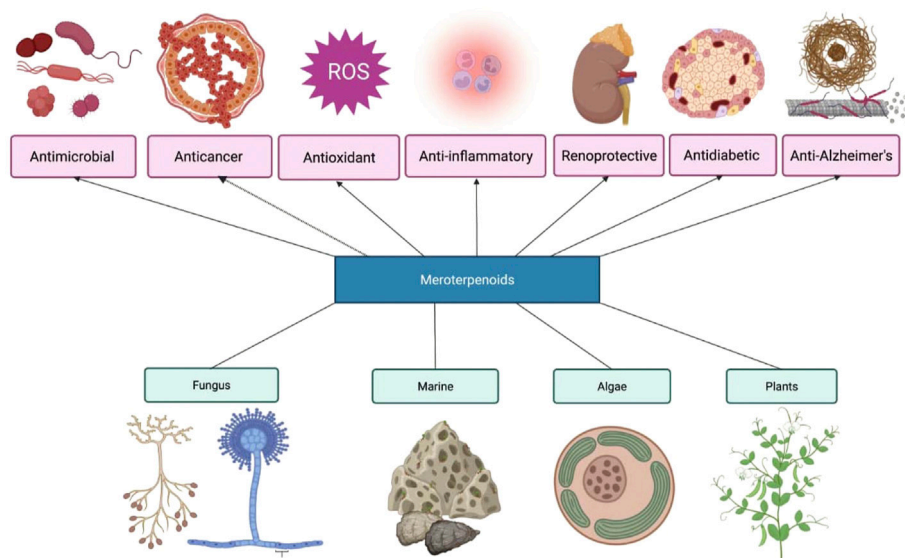 ROS
Antimicrobial
Anticancer
Antioxidant
Anti-inflammatory
Renoprotective
Antidiabetic
Anti-Alzheimer's
Meroterpenoids
Fungus
Marine
Algae
Plants